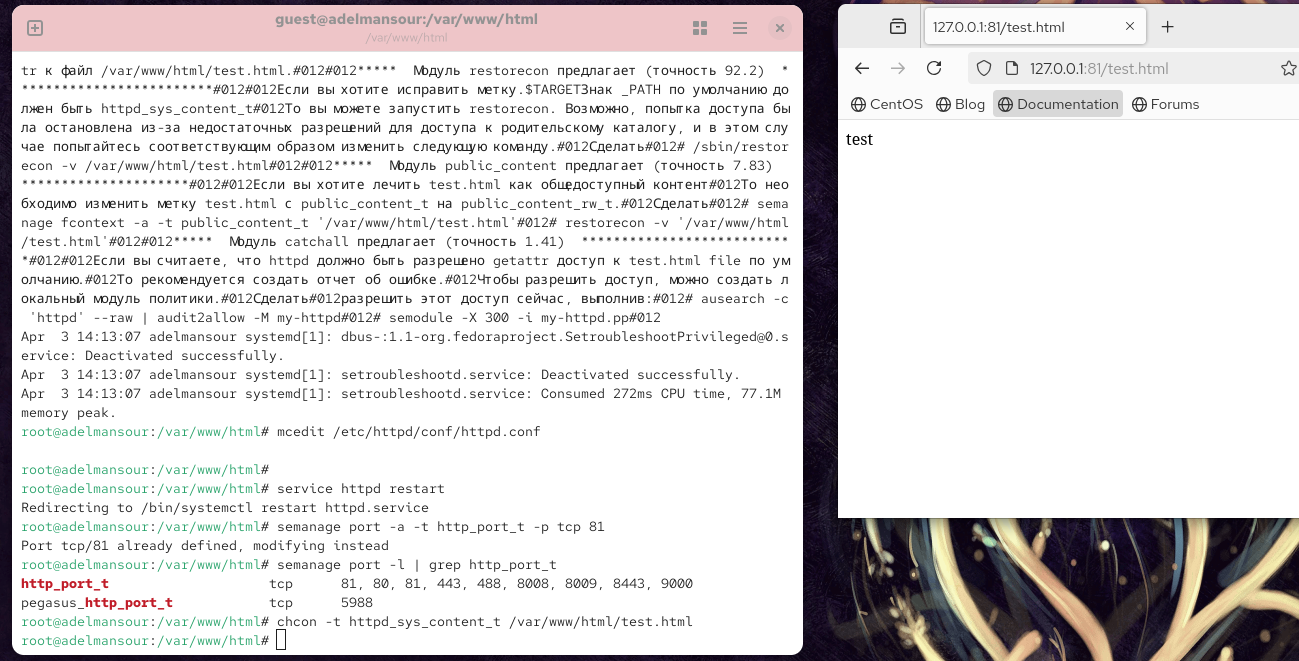 guest@adelmansour:/var/www/html
/var/www/html
tr к файл /var/www/html/test.html.#012#012*****  Модуль restorecon предлагает (точность 92.2)  *
************************#012#012Если вы хотите исправить метку.$TARGETЗнак _PATH по умолчанию до
лжен быть httpd_sys_content_t#012То вы можете запустить restorecon. Возможно, попытка доступа бы
ла остановлена из-за недостаточных разрешений для доступа к родительскому каталогу, и в этом слу
чае попытайтесь соответствующим образом изменить следующую команду.#012Сделать#012# /sbin/restor
econ -v /var/www/html/test.html#012#012*****  Модуль public_content предлагает (точность 7.83)
*********************#012#012Если вы хотите лечить test.html как общедоступный контент#012То нео
бходимо изменить метку test.html с public_content_t на public_content_rw_t.#012Сделать#012# sema
nage fcontext -a -t public_content_t '/var/www/html/test.html'#012# restorecon -v '/var/www/html
/test.html'#012#012*****  Модуль catchall предлагает (точность 1.41)  **************************
*#012#012Если вы считаете, что httpd должно быть разрешено getattr доступ к test.html file по ум
олчанию.#012То рекомендуется создать отчет об ошибке.#012Чтобы разрешить доступ, можно создать л
окальный модуль политики.#012Сделать#012разрешить этот доступ сейчас, выполнив:#012# ausearch -c
 'httpd' --raw | audit2allow -M my-httpd#012# semodule -X 300 -i my-httpd.pp#012
Apr  3 14:13:07 adelmansour systemd[1]: dbus-:1.1-org.fedoraproject.SetroubleshootPrivileged@0.s
ervice: Deactivated successfully.
Apr  3 14:13:07 adelmansour systemd[1]: setroubleshootd.service: Deactivated successfully.
Apr  3 14:13:07 adelmansour systemd[1]: setroubleshootd.service: Consumed 272ms CPU time, 77.1M
memory peak.
root@adelmansour:/var/www/html# mcedit /etc/httpd/conf/httpd.conf
root@adelmansour:/var/www/html#
root@adelmansour:/var/www/html# service httpd restart
Redirecting to /bin/systemctl restart httpd.service
root@adelmansour:/var/www/html# semanage port -a -t http_port_t -p tcp 81
Port tcp/81 already defined, modifying instead
root@adelmansour:/var/www/html# semanage port -l | grep http_port_t
http_port_t                    tcp      81, 80, 81, 443, 488, 8008, 8009, 8443, 9000
pegasus_http_port_t            tcp      5988
root@adelmansour:/var/www/html# chcon -t httpd_sys_content_t /var/www/html/test.html
root@adelmansour:/var/www/html#
127.0.0.1:81/test.html
127.0.0.1:81/test.html
CentOS Blog Documentation Forums
test